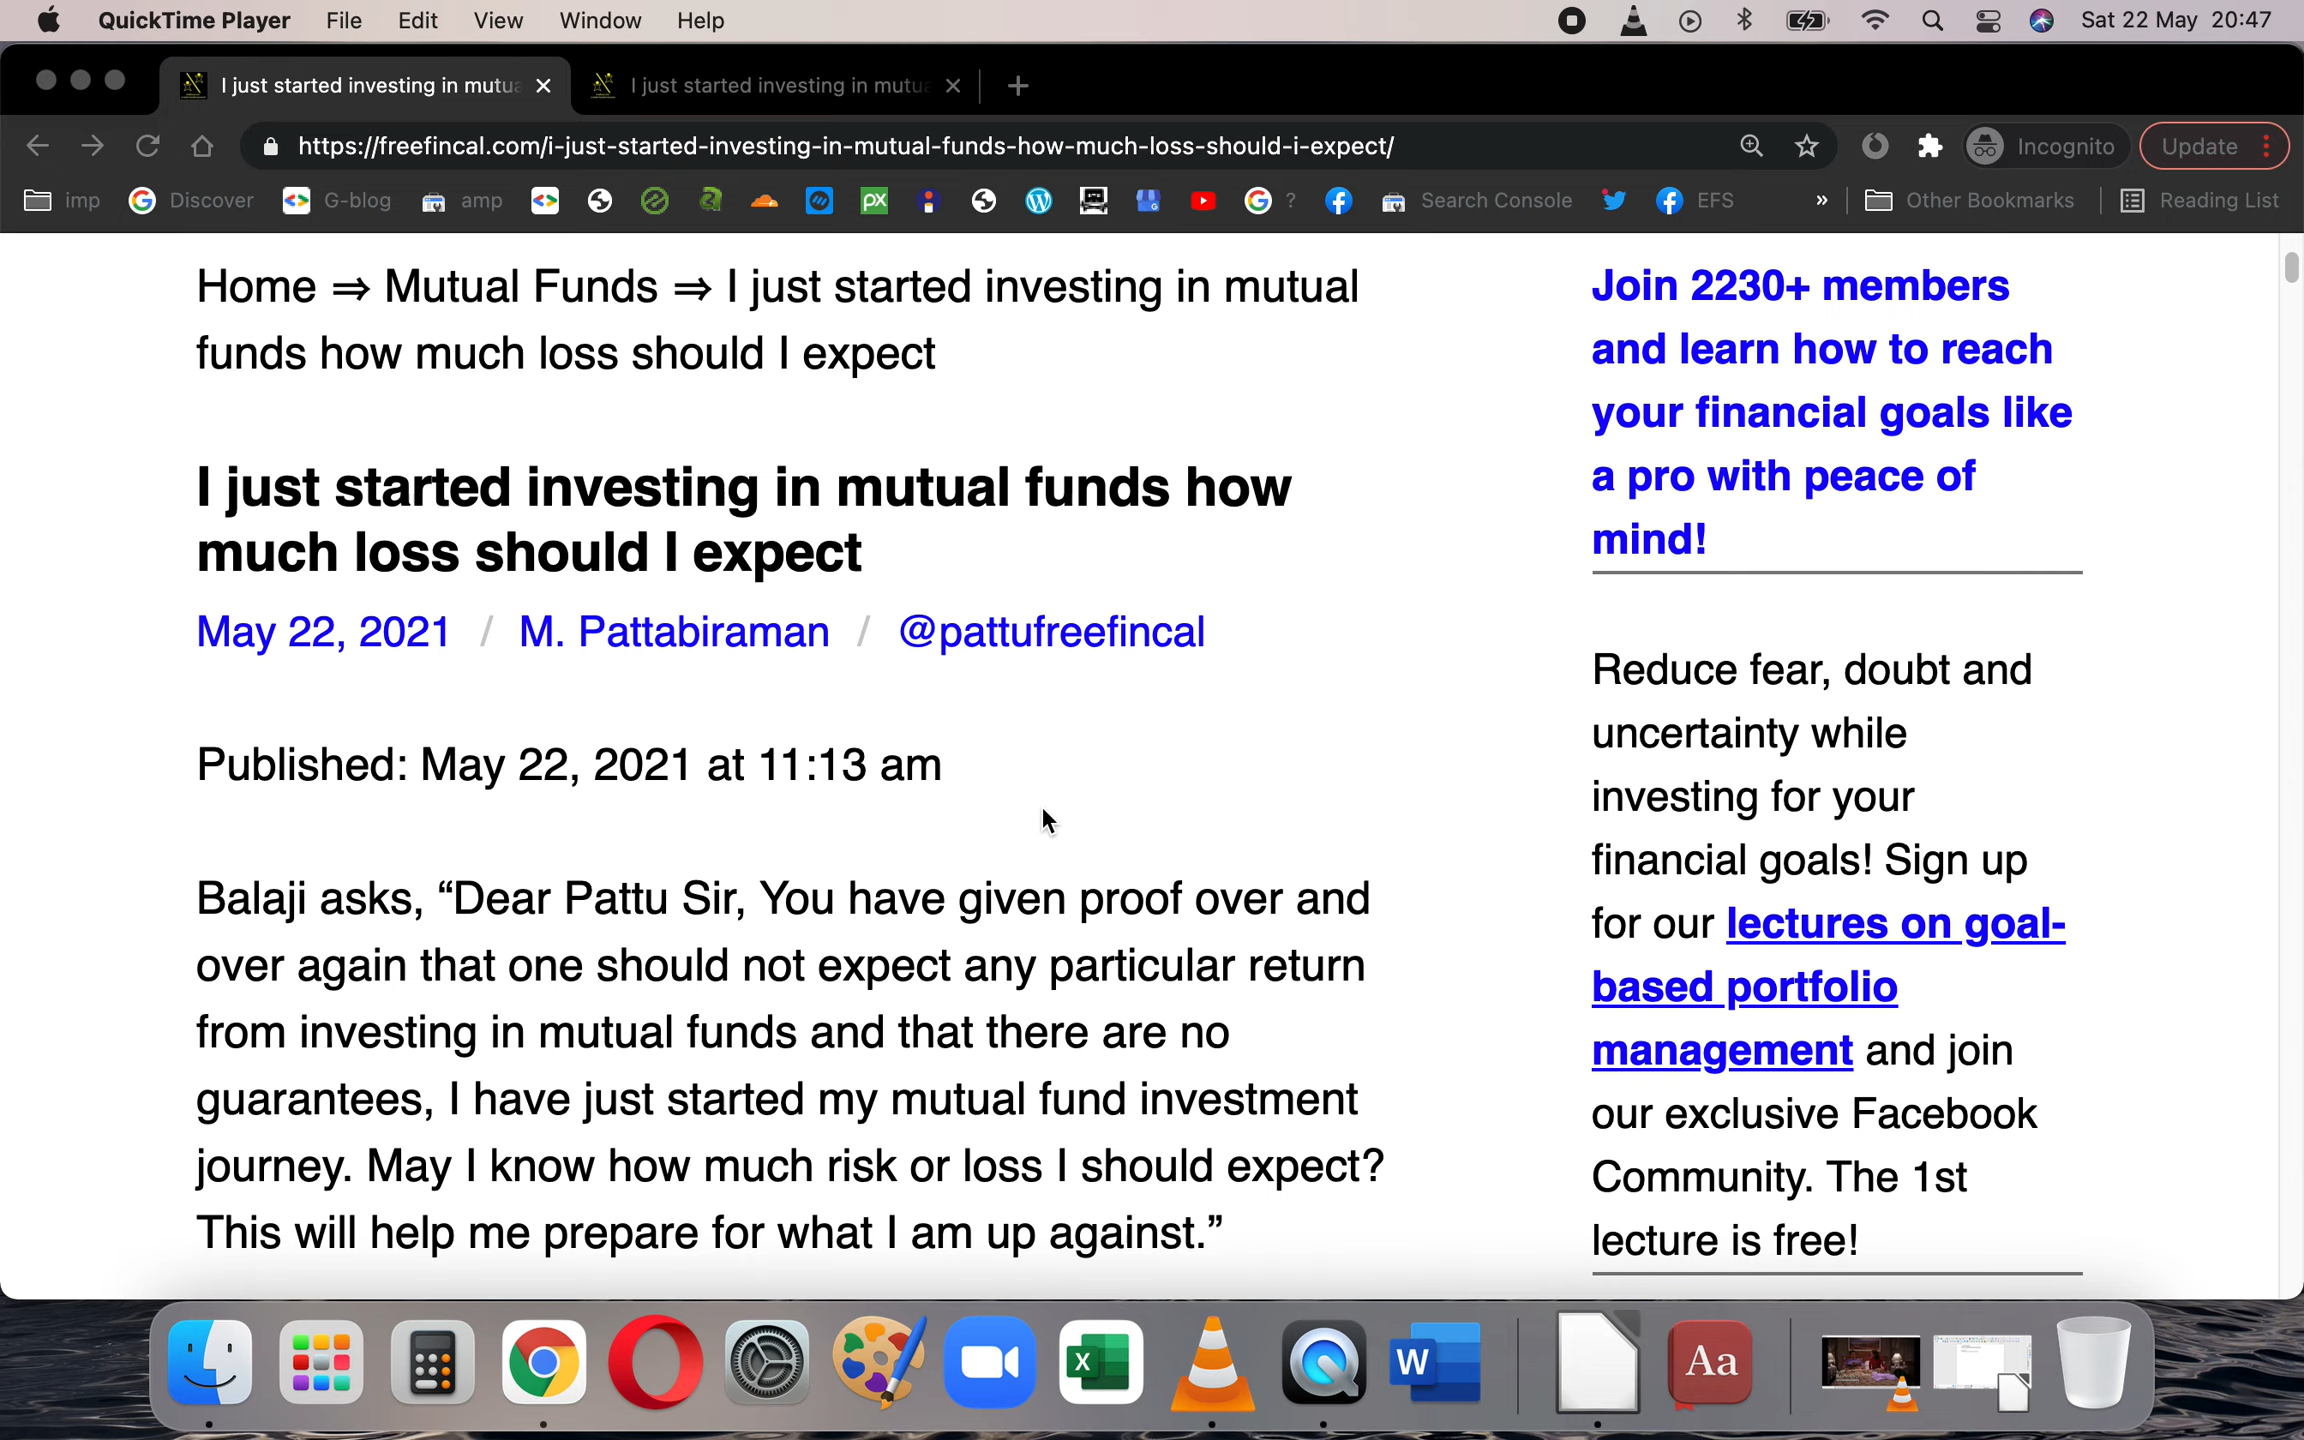 QuickTime Player File Edit View Window Help Sat 22 May 20:47
I just started investing in mutua I just started investing in mutua
https://freefincal.com/i-just-started-investing-in-mutual-funds-how-much-loss-should-i-expect/ Incognito Update
imp Discover G-blog amp PX G ? Search Console EFS » Other Bookmarks Reading List
Home ⇒ Mutual Funds ⇒ I just started investing in mutual
funds how much loss should I expect
I just started investing in mutual funds how
much loss should I expect
May 22, 2021 / M. Pattabiraman / @pattufreefincal
Published: May 22, 2021 at 11:13 am
Balaji asks, “Dear Pattu Sir, You have given proof over and
over again that one should not expect any particular return
from investing in mutual funds and that there are no
guarantees, I have just started my mutual fund investment
journey. May I know how much risk or loss I should expect?
This will help me prepare for what I am up against.”
Join 2230+ members
and learn how to reach
your financial goals like
a pro with peace of
mind!
Reduce fear, doubt and
uncertainty while
investing for your
financial goals! Sign up
for our lectures on goal-
based portfolio
management and join
our exclusive Facebook
Community. The 1st
lecture is free!
X W Aa